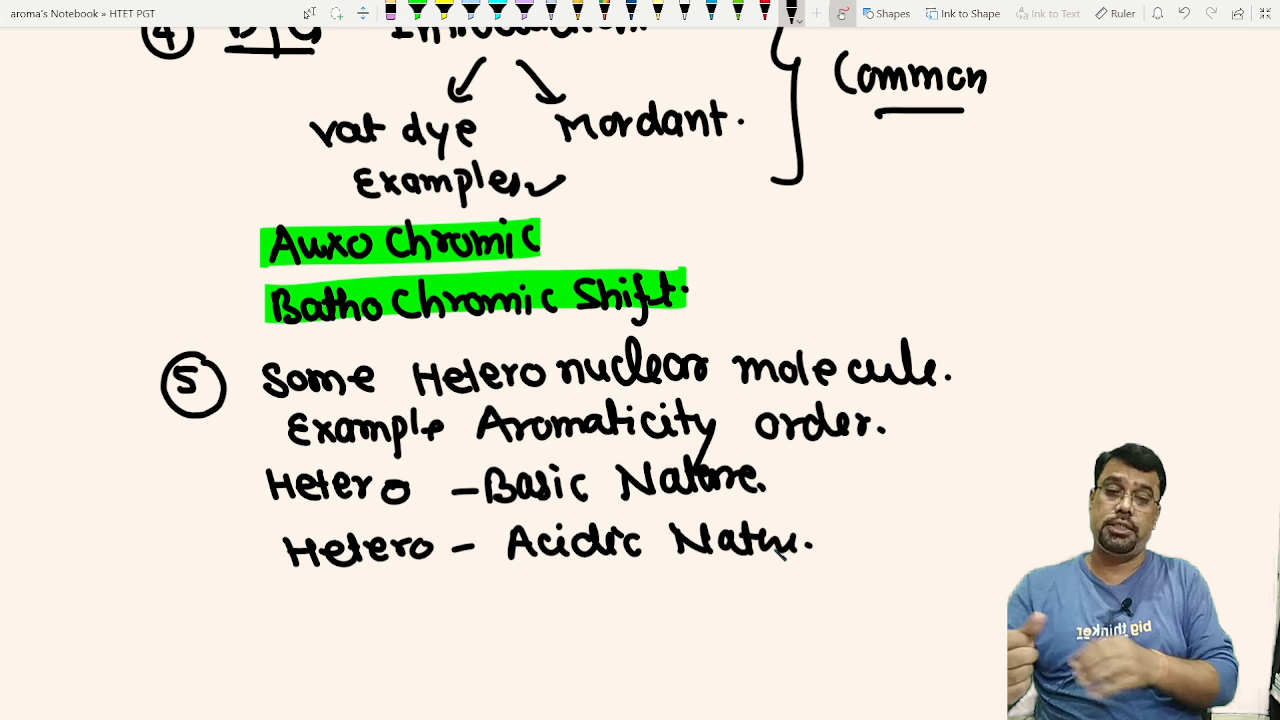 aroma's Notebook » HTET PGT
Shapes Ink to Shape Ink to Text Ruler
4
Common
Vat dye Mordant.
Examples
Auxo Chromic
Batho Chromic Shift.
5 Some Hetero nuclear molecule.
Example Aromaticity order.
Hetero - Basic Nature.
Hetero - Acidic Nature.
big thinker